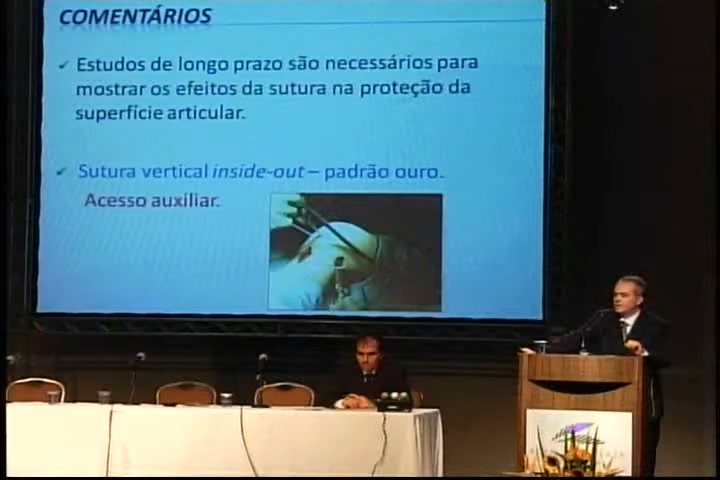 COMENTÁRIOS
✓ Estudos de longo prazo são necessários para
mostrar os efeitos da sutura na proteção da
superfície articular.
✓ Sutura vertical inside-out – padrão ouro.
Acesso auxiliar.